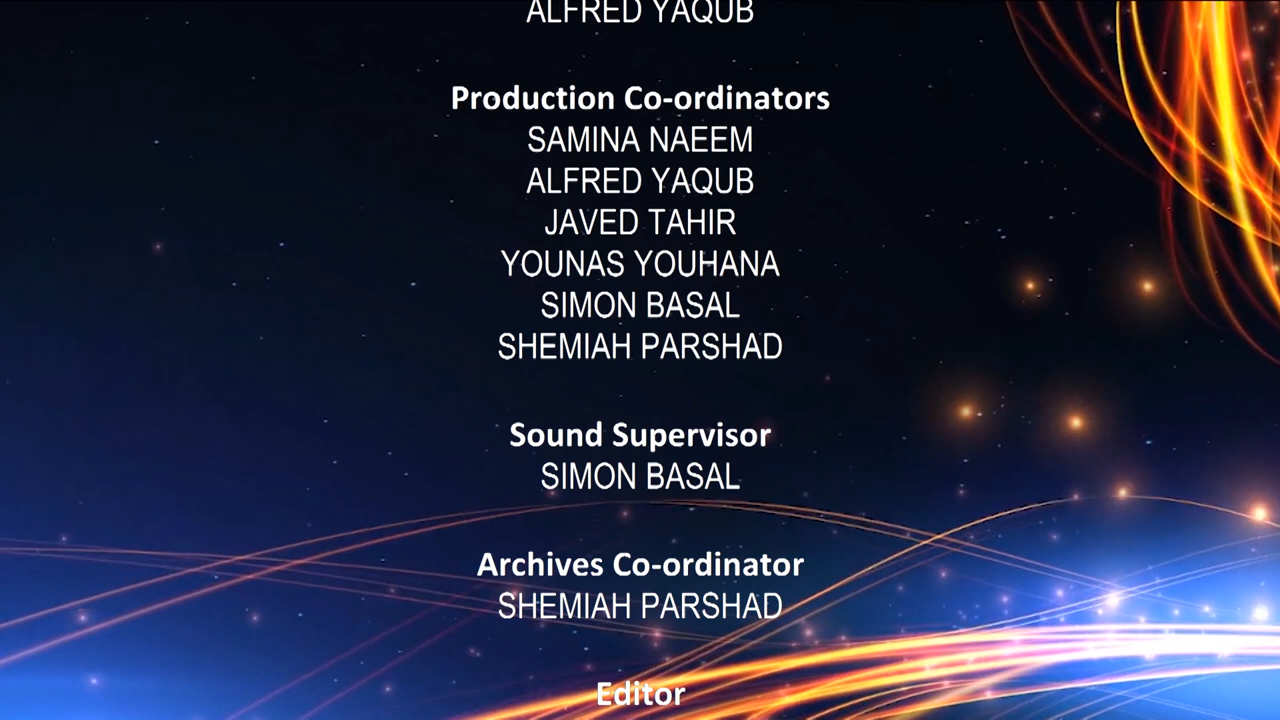 ALFRED YAQUB
Production Co-ordinators
SAMINA NAEEM
ALFRED YAQUB
JAVED TAHIR
YOUNAS YOUHANA
SIMON BASAL
SHEMIAH PARSHAD
Sound Supervisor
SIMON BASAL
Archives Co-ordinator
SHEMIAH PARSHAD
Editor